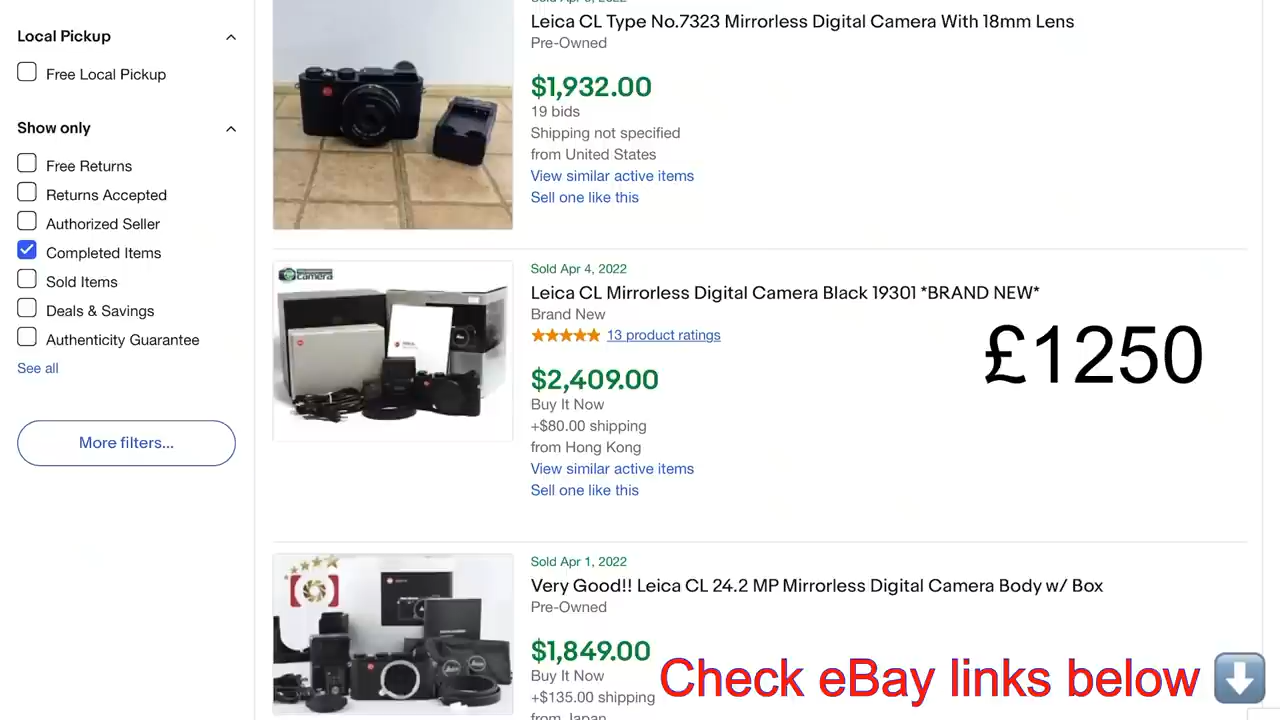 Local Pickup
Free Local Pickup
Show only
Free Returns
Returns Accepted
Authorized Seller
Completed Items
Sold Items
Deals & Savings
Authenticity Guarantee
See all
More filters...
Leica CL Type No.7323 Mirrorless Digital Camera With 18mm Lens
Pre-Owned
$1,932.00
19 bids
Shipping not specified
from United States
View similar active items
Sell one like this
camera
Sold Apr 4, 2022
Leica CL Mirrorless Digital Camera Black 19301 *BRAND NEW*
Brand New
13 product ratings
$2,409.00
Buy It Now
+$80.00 shipping
from Hong Kong
View similar active items
Sell one like this
£1250
Sold Apr 1, 2022
Very Good!! Leica CL 24.2 MP Mirrorless Digital Camera Body w/ Box
Pre-Owned
$1,849.00
Buy It Now
+$135.00 shipping
from Japan
Check eBay links below